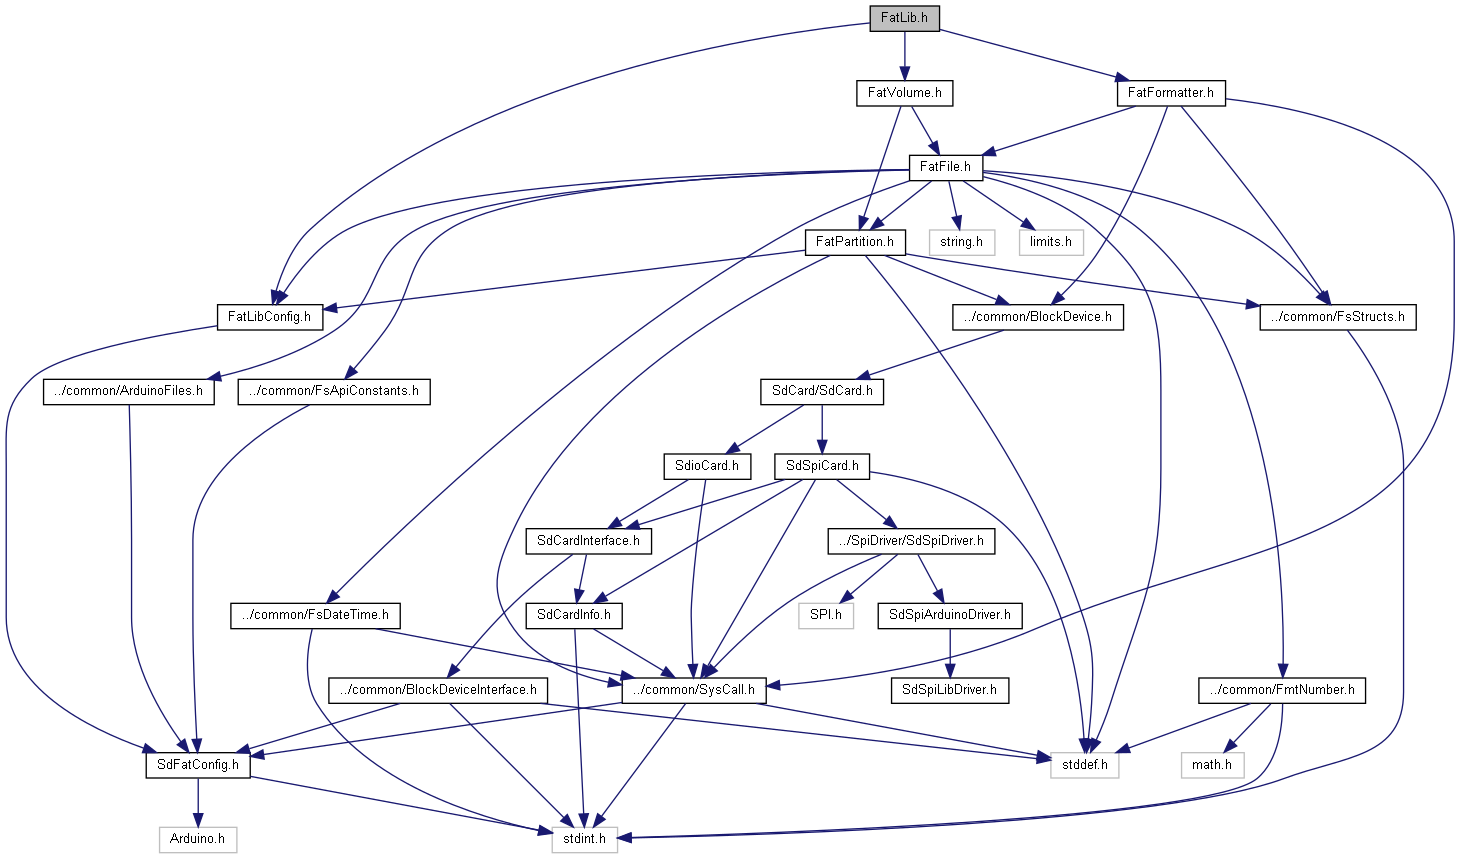 FatLib.h
FatVolume.h
FatFormatter.h
FatFile.h
FatPartition.h
string.h
limits.h
FatLibConfig.h
../common/BlockDevice.h
../common/FsStructs.h
../common/ArduinoFiles.h
../common/FsApiConstants.h
SdCard/SdCard.h
SdioCard.h
SdSpiCard.h
SdCardInterface.h
../SpiDriver/SdSpiDriver.h
../common/FsDateTime.h
SdCardInfo.h
SPI.h
SdSpiArduinoDriver.h
../common/BlockDeviceInterface.h
../common/SysCall.h
SdSpiLibDriver.h
../common/FmtNumber.h
SdFatConfig.h
stddef.h
math.h
Arduino.h
stdint.h